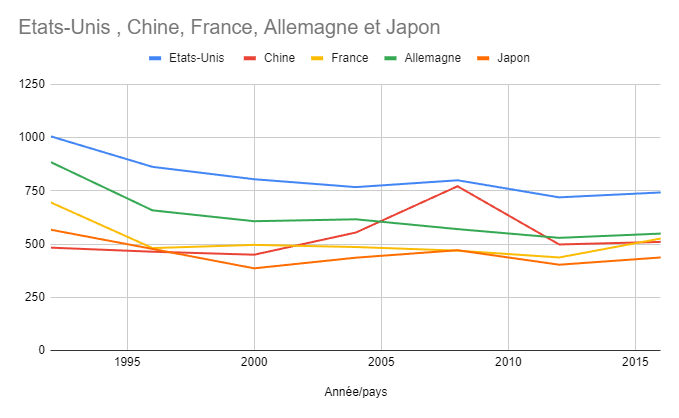 Etats-Unis , Chine, France, Allemagne et Japon
Etats-Unis Chine France Allemagne Japon
1250
1000
750
500
250
0
1995 2000 2005 2010 2015
Année/pays